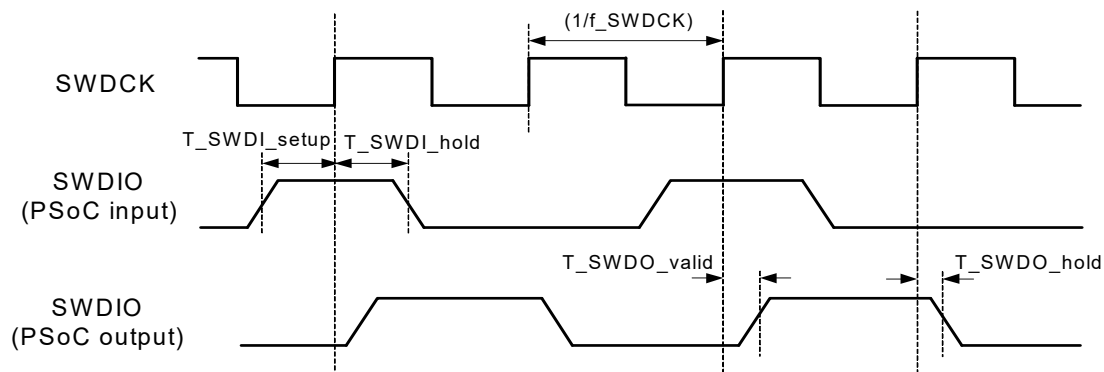 (1/f_SWDCK)
SWDCK
T_SWDI_setup
T_SWDI_hold
SWDIO
(PSoC input)
T_SWDO_valid
T_SWDO_hold
SWDIO
(PSoC output)